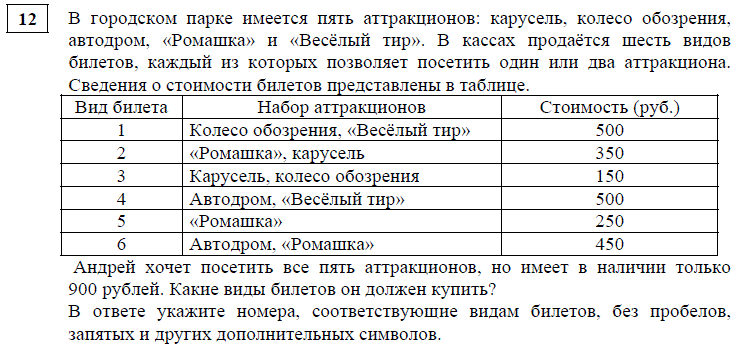 12
В городском парке имеется пять аттракционов: карусель, колесо обозрения,
автодром, «Ромашка» и «Весёлый тир». В кассах продаётся шесть видов
билетов, каждый из которых позволяет посетить один или два аттракциона.
Сведения о стоимости билетов представлены в таблице.
Вид билета Набор аттракционов Стоимость (руб.)
1 Колесо обозрения, «Весёлый тир» 500
2 «Ромашка», карусель 350
3 Карусель, колесо обозрения 150
4 Автодром, «Весёлый тир» 500
5 «Ромашка» 250
6 Автодром, «Ромашка» 450
Андрей хочет посетить все пять аттракционов, но имеет в наличии только
900 рублей. Какие виды билетов он должен купить?
В ответе укажите номера, соответствующие видам билетов, без пробелов,
запятых и других дополнительных символов.